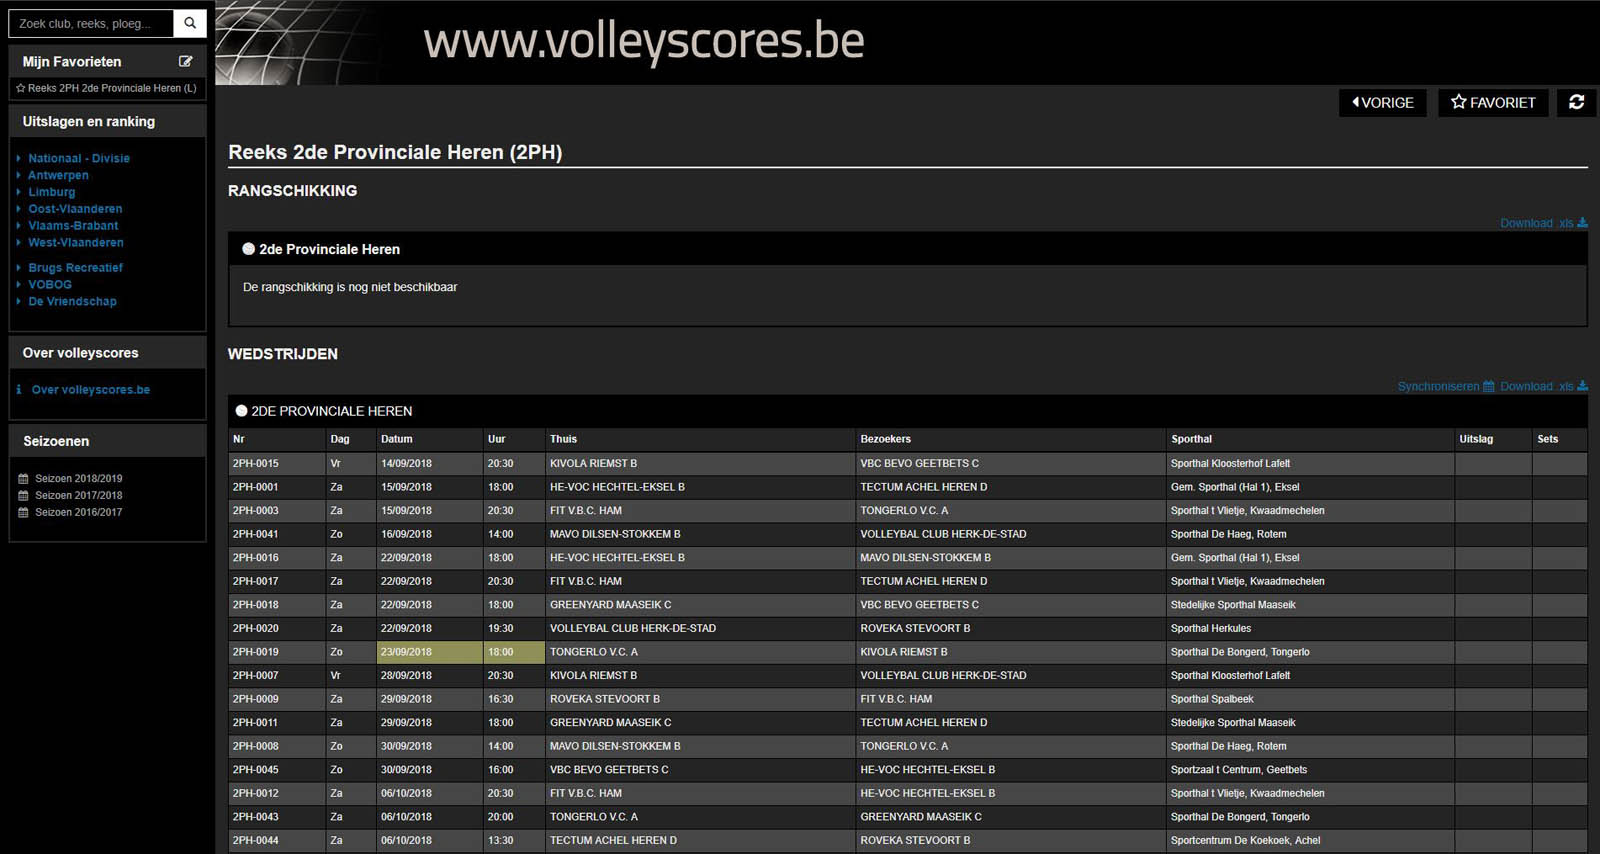 Zoek club, reeks, ploeg...
Mijn Favorieten
Reeks 2PH 2de Provinciale Heren (L)
Uitslagen en ranking
Nationaal - Divisie
Antwerpen
Limburg
Oost-Vlaanderen
Vlaams-Brabant
West-Vlaanderen
Brugs Recreatief
VOBOG
De Vriendschap
Over volleyscores
Over volleyscores.be
Seizoenen
Seizoen 2018/2019
Seizoen 2017/2018
Seizoen 2016/2017
www.volleyscores.be
VORIGE FAVORIET
Reeks 2de Provinciale Heren (2PH)
RANGSCHIKKING
Download .xls
2de Provinciale Heren
De rangschikking is nog niet beschikbaar
WEDSTRIJDEN
Synchroniseren Download .xls
2DE PROVINCIALE HEREN
Nr Dag Datum Uur Thuis Bezoekers Sporthal Uitslag Sets
2PH-0015 Vr 14/09/2018 20:30 KIVOLA RIEMST B VBC BEVO GEETBETS C Sporthal Kloosterhof Lafelt
2PH-0001 Za 15/09/2018 18:00 HE-VOC HECHTEL-EKSEL B TECTUM ACHEL HEREN D Gem. Sporthal (Hal 1), Eksel
2PH-0003 Za 15/09/2018 20:30 FIT V.B.C. HAM TONGERLO V.C. A Sporthal t Vlietje, Kwaadmechelen
2PH-0041 Zo 16/09/2018 14:00 MAVO DILSEN-STOKKEM B VOLLEYBAL CLUB HERK-DE-STAD Sporthal De Haeg, Rotem
2PH-0016 Za 22/09/2018 18:00 HE-VOC HECHTEL-EKSEL B MAVO DILSEN-STOKKEM B Gem. Sporthal (Hal 1), Eksel
2PH-0017 Za 22/09/2018 20:30 FIT V.B.C. HAM TECTUM ACHEL HEREN D Sporthal t Vlietje, Kwaadmechelen
2PH-0018 Za 22/09/2018 18:00 GREENYARD MAASEIK C VBC BEVO GEETBETS C Stedelijke Sporthal Maaseik
2PH-0020 Za 22/09/2018 19:30 VOLLEYBAL CLUB HERK-DE-STAD ROVEKA STEVOORT B Sporthal Herkules
2PH-0019 Zo 23/09/2018 18:00 TONGERLO V.C. A KIVOLA RIEMST B Sporthal De Bongerd, Tongerlo
2PH-0007 Vr 28/09/2018 20:30 KIVOLA RIEMST B VOLLEYBAL CLUB HERK-DE-STAD Sporthal Kloosterhof Lafelt
2PH-0009 Za 29/09/2018 16:30 ROVEKA STEVOORT B FIT V.B.C. HAM Sporthal Spalbeek
2PH-0011 Za 29/09/2018 18:00 GREENYARD MAASEIK C TECTUM ACHEL HEREN D Stedelijke Sporthal Maaseik
2PH-0008 Zo 30/09/2018 14:00 MAVO DILSEN-STOKKEM B TONGERLO V.C. A Sporthal De Haeg, Rotem
2PH-0045 Zo 30/09/2018 16:00 VBC BEVO GEETBETS C HE-VOC HECHTEL-EKSEL B Sportzaal t Centrum, Geetbets
2PH-0012 Za 06/10/2018 20:30 FIT V.B.C. HAM HE-VOC HECHTEL-EKSEL B Sporthal t Vlietje, Kwaadmechelen
2PH-0043 Za 06/10/2018 20:00 TONGERLO V.C. A GREENYARD MAASEIK C Sporthal De Bongerd, Tongerlo
2PH-0044 Za 06/10/2018 13:30 TECTUM ACHEL HEREN D ROVEKA STEVOORT B Sportcentrum De Koekoek, Achel